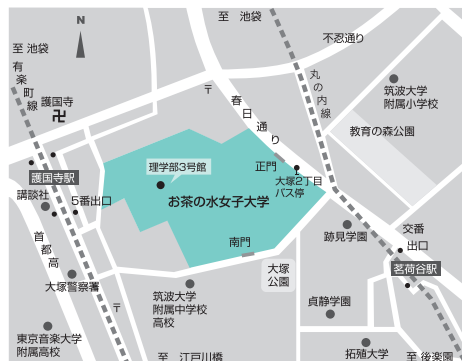 至 池袋
N
不忍通り
至 池袋
有楽町線
丸の内線
護国寺
〒
春日通り
筑波大学
附属小学校
教育の森公園
理学部3号館
正門
大塚2丁目
バス停
護国寺駅
講談社
5番出口
お茶の水女子大学
南門
跡見学園
交番
出口
首都高
大塚警察署
〒
筑波大学
附属中学校
高校
大塚
公園
茗荷谷駅
貞静学園
東京音楽大学
附属高校
至 江戸川橋
拓殖大学
至 後楽園